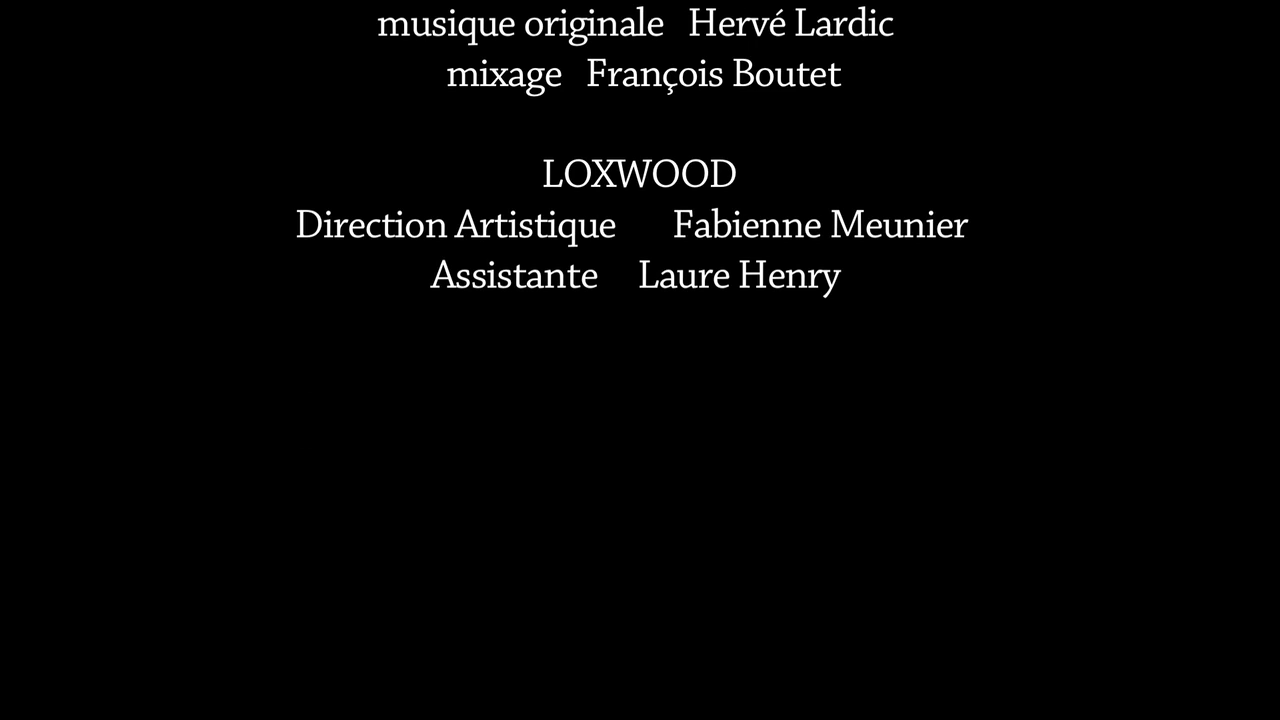 musique originale Hervé Lardic
mixage François Boutet
LOXWOOD
Direction Artistique Fabienne Meunier
Assistante Laure Henry